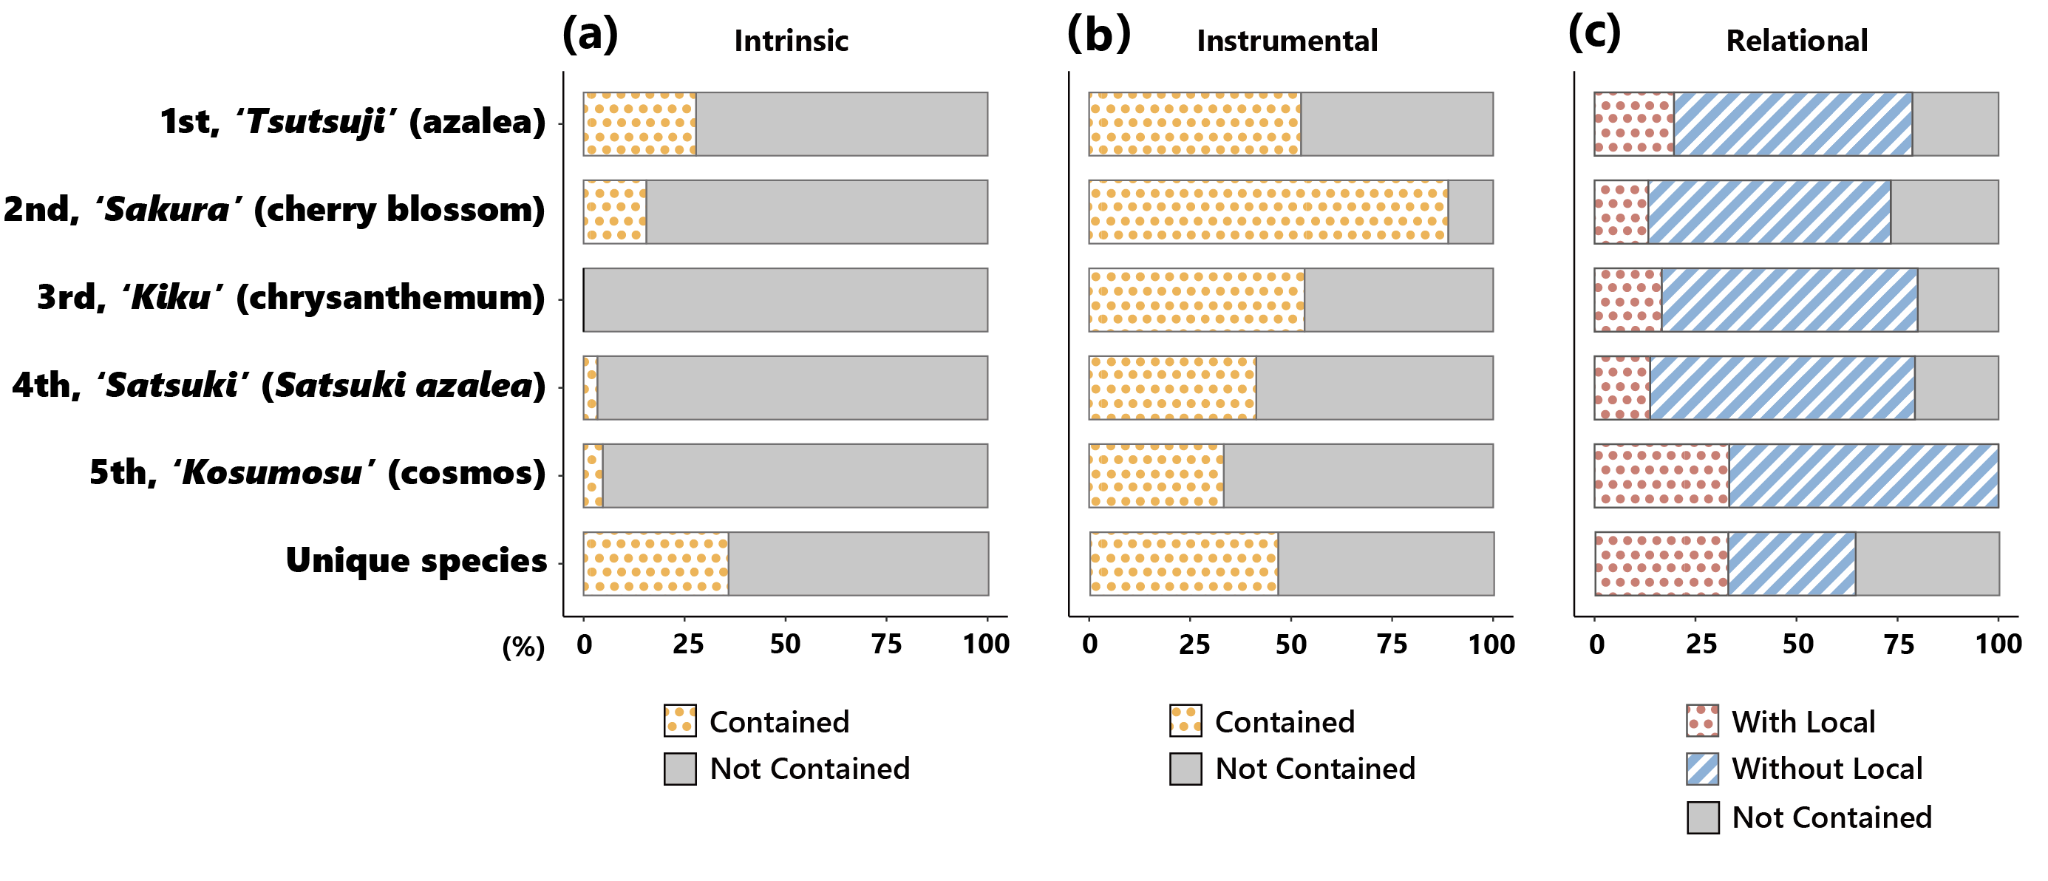 (a) Intrinsic
(b) Instrumental
(c) Relational
1st, ‘Tsutsuji’ (azalea)
2nd, ‘Sakura’ (cherry blossom)
3rd, ‘Kiku’ (chrysanthemum)
4th, ‘Satsuki’ (Satsuki azalea)
5th, ‘Kosumosu’ (cosmos)
Unique species
(%) 0 25 50 75 100
0 25 50 75 100
0 25 50 75 100
Contained
Not Contained
Contained
Not Contained
With Local
Without Local
Not Contained